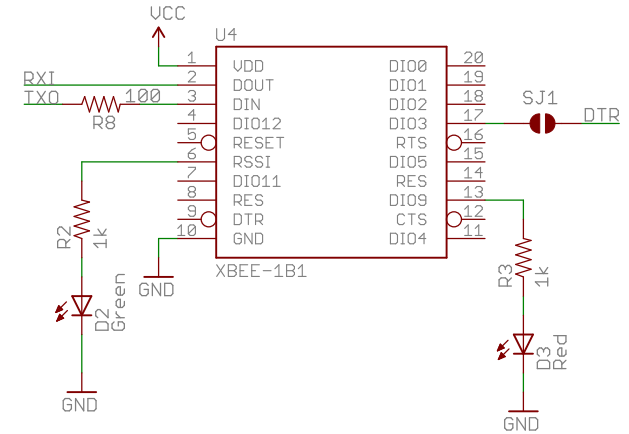 VCC
U4
1 VDD DIO0 20
RXI 2 DOUT DIO1 19
TXO 100 3 DIN DIO2 18
R8 4 DIO12 DIO3 17 SJ1 DTR
5 RESET RTS 16
6 RSSI DIO5 15
7 DIO11 RES 14
8 RES DIO9 13
9 DTR CTS 12
10 GND DIO4 11
R2 1k
XBEE-1B1
GND
R3 1k
D2 Green
D3 Red
GND
GND